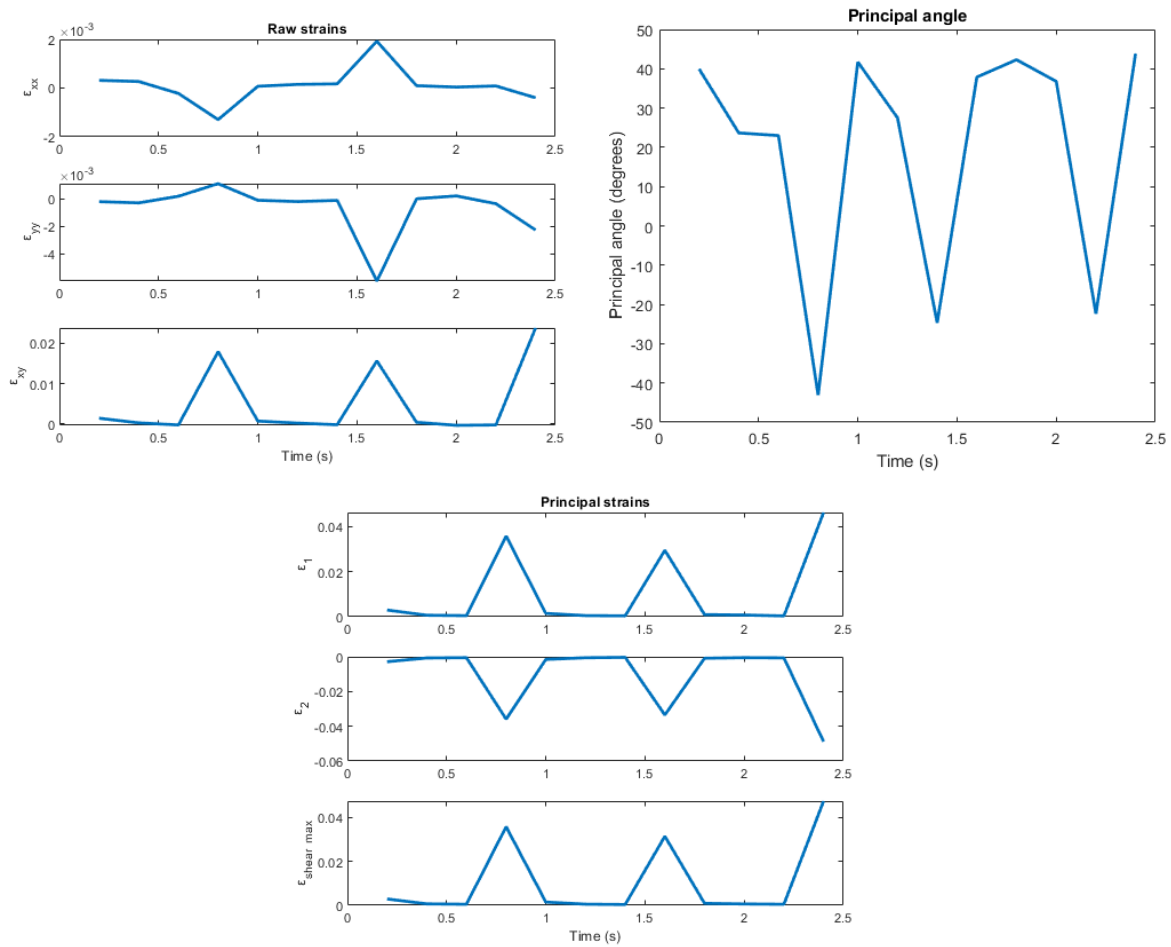 Raw strains
×10⁻³
2
0
-2
εxx
0 0.5 1 1.5 2 2.5
×10⁻³
0
-2
-4
εyy
0 0.5 1 1.5 2 2.5
0.02
0.01
0
εxy
0 0.5 1 1.5 2 2.5
Time (s)
Principal angle
50
40
30
20
10
0
-10
-20
-30
-40
-50
Principal angle (degrees)
0 0.5 1 1.5 2 2.5
Time (s)
Principal strains
0.04
0.02
0
ε1
0 0.5 1 1.5 2 2.5
0
-0.02
-0.04
-0.06
ε2
0 0.5 1 1.5 2 2.5
0.04
0.02
0
εshear max
0 0.5 1 1.5 2 2.5
Time (s)